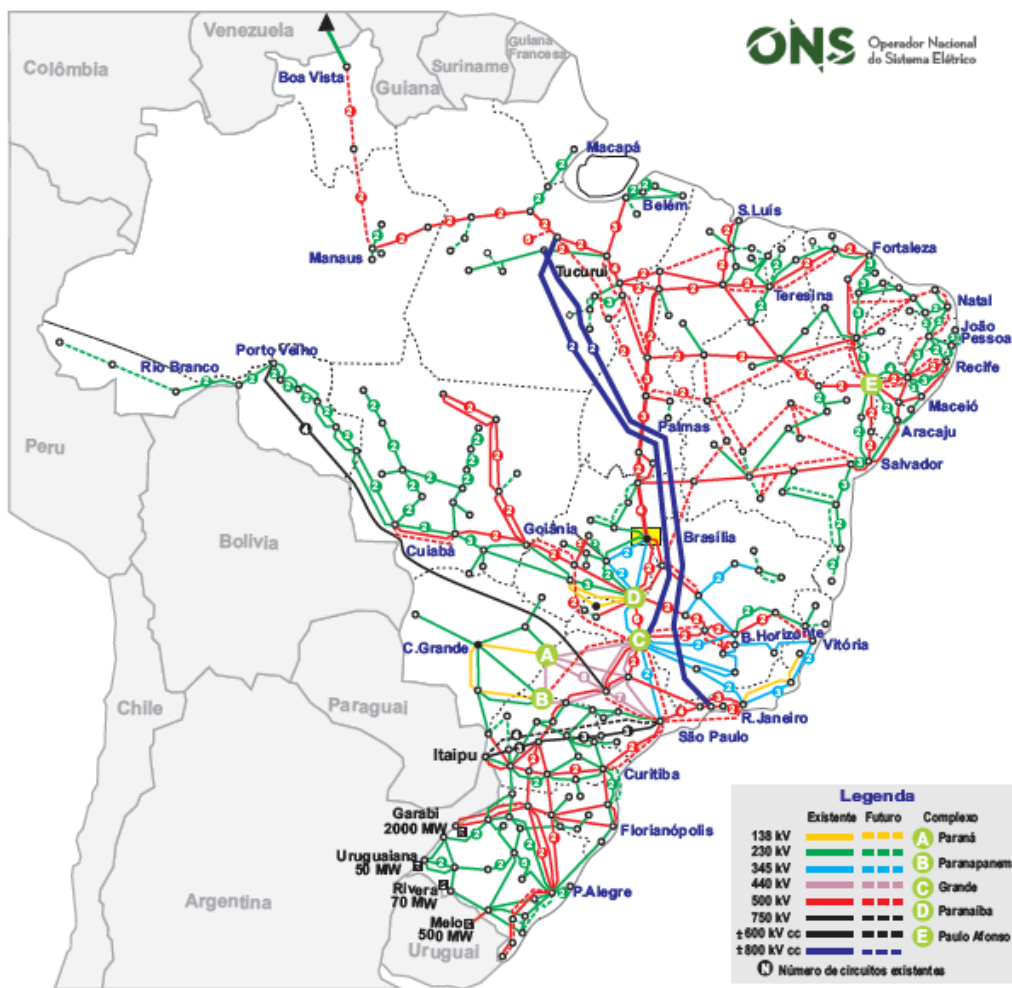 Venezuela
Guiana
Francesa
Suriname
Colômbia
Boa Vista
Guiana
ONS Operador Nacional
do Sistema Elétrico
Macapá
Belém
S.Luís
Manaus
Fortaleza
Tucuruí
Teresina
Natal
João
Pessoa
Porto Velho
Rio Branco
Recife
E
Maceió
Palmas
Aracaju
Peru
Salvador
Goiânia
Brasília
Bolívia
Cuiabá
D
C
B.Horizonte
Vitória
C.Grande
A
B
Chile
Paraguai
R.Janeiro
São Paulo
Itaipu
Curitiba
Garabi
2000 MW
Florianópolis
Uruguaiana
50 MW
Rivera
70 MW
P.Alegre
Argentina
Melo
500 MW
Uruguai
Legenda
Existente Futuro Complexo
138 kV A Paraná
230 kV
345 kV B Paranapanem
440 kV C Grande
500 kV
750 kV D Paranaíba
±600 kV cc
±800 kV cc E Paulo Afonso
N Número de circuitos existentes